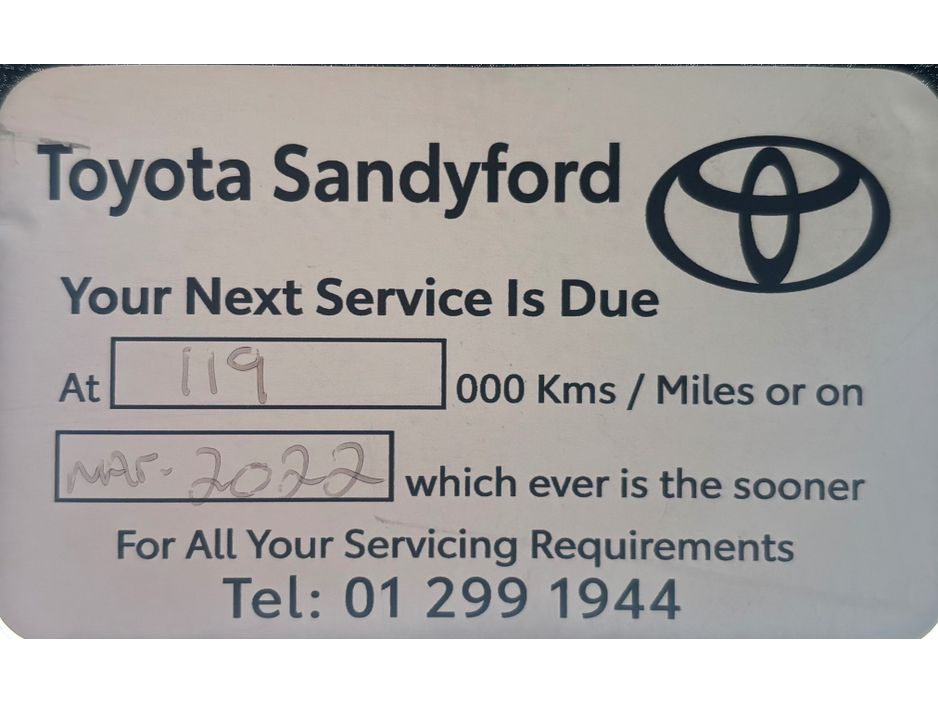 Toyota Sandyford
Your Next Service Is Due
At 119 000 Kms / Miles or on
Mar- 2022 which ever is the sooner
For All Your Servicing Requirements
Tel: 01 299 1944